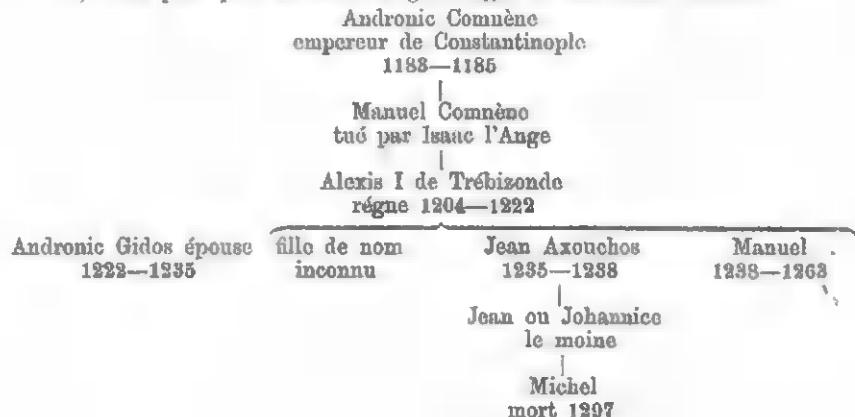 Andronic Comnène
empereur de Constantinople
1183—1185
Manuel Comnène
tué par Isaac l'Ange
Alexis I de Trébizonde
régne 1204—1222
Andronic Gidos épouse fille de nom Jean Axouchos Manuel
1222—1235 inconnu 1235—1238 1238—1263
Jean ou Johannice
le moine
Michel
mort 1297